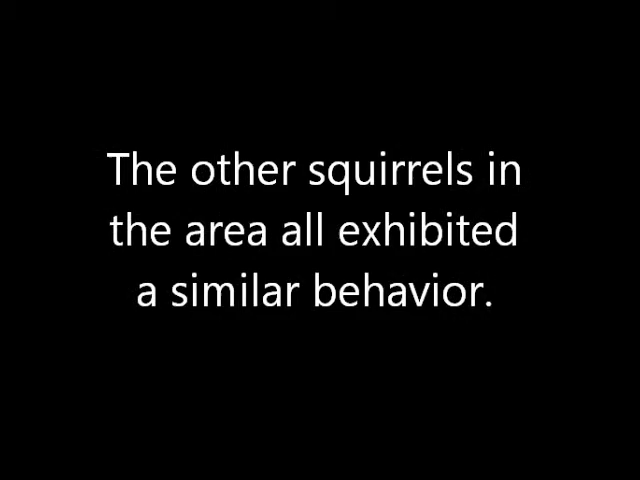 The other squirrels in
the area all exhibited
a similar behavior.